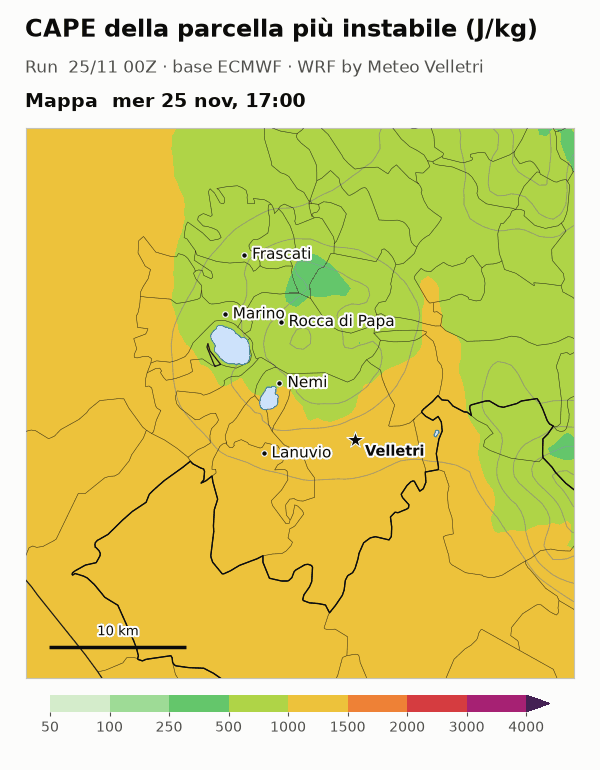 CAPE della parcella più instabile (J/kg)
Run  25/11 00Z · base ECMWF · WRF by Meteo Velletri
Mappa  mer 25 nov, 17:00
Frascati
Marino
Rocca di Papa
Nemi
Velletri
Lanuvio
10 km
50 100 250 500 1000 1500 2000 3000 4000